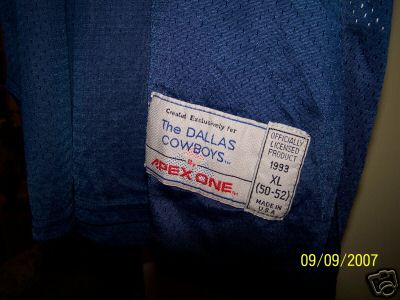 Created Exclusively for
The DALLAS
COWBOYS™
By
APEX ONE
OFFICIALLY
LICENSED
PRODUCT
1993
XL
(50-52)
MADE IN
U.S.A
09/09/2007